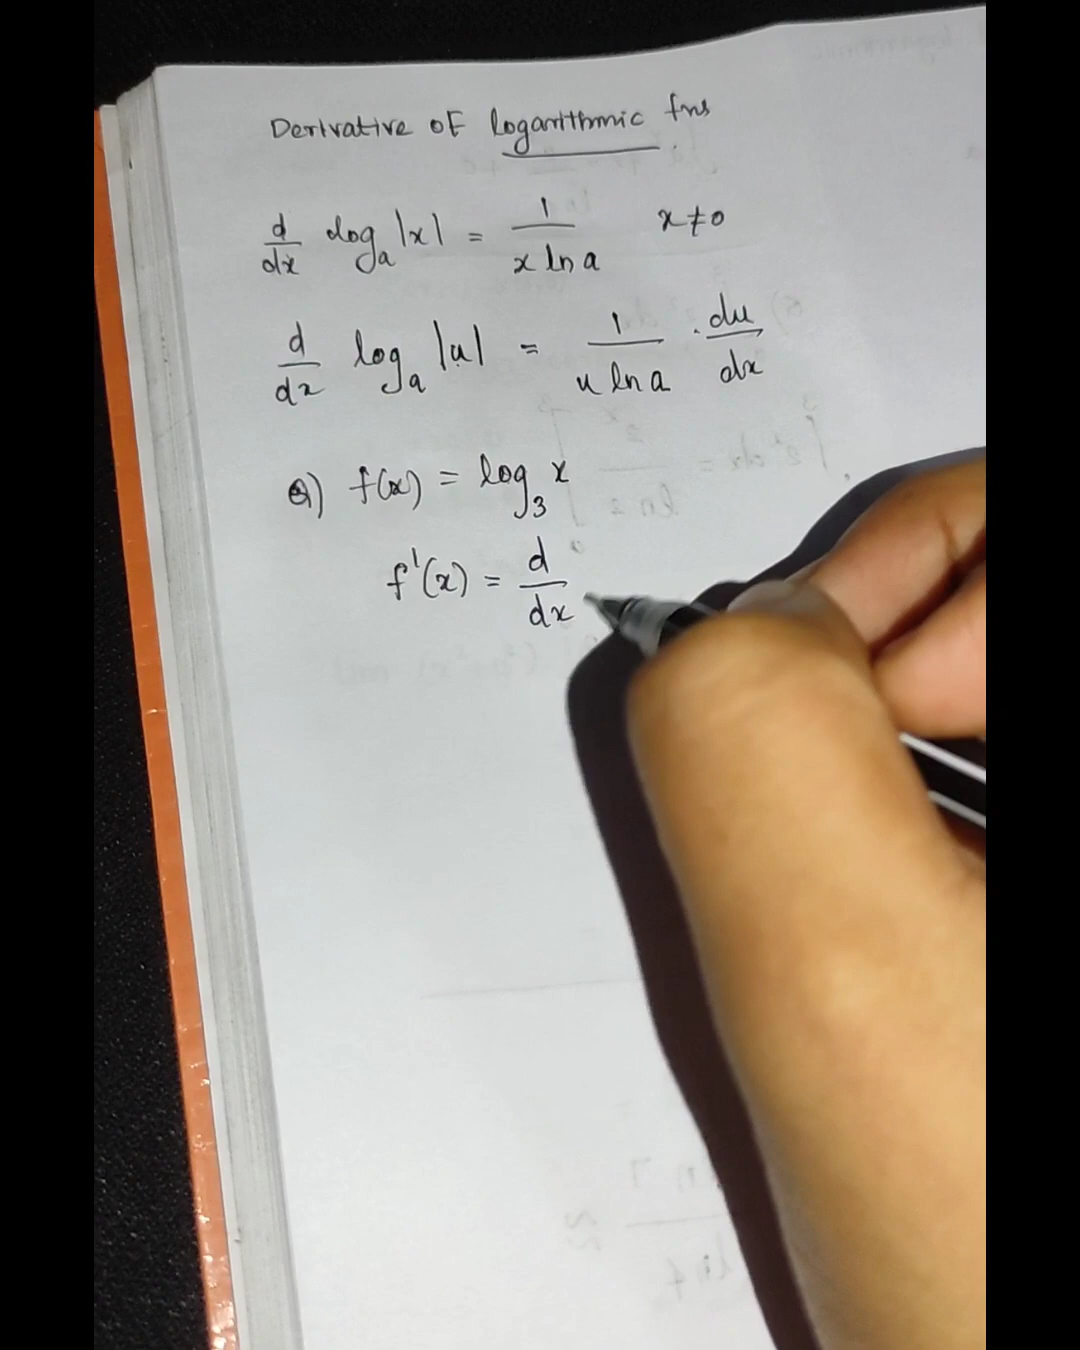 Derivative of logarithmic fns
d/dx log_a |x| = 1/(x ln a) x≠0
d/dx log_a |u| = 1/(u ln a) · du/dx
Q) f(x) = log_3 x
f'(x) = d/dx